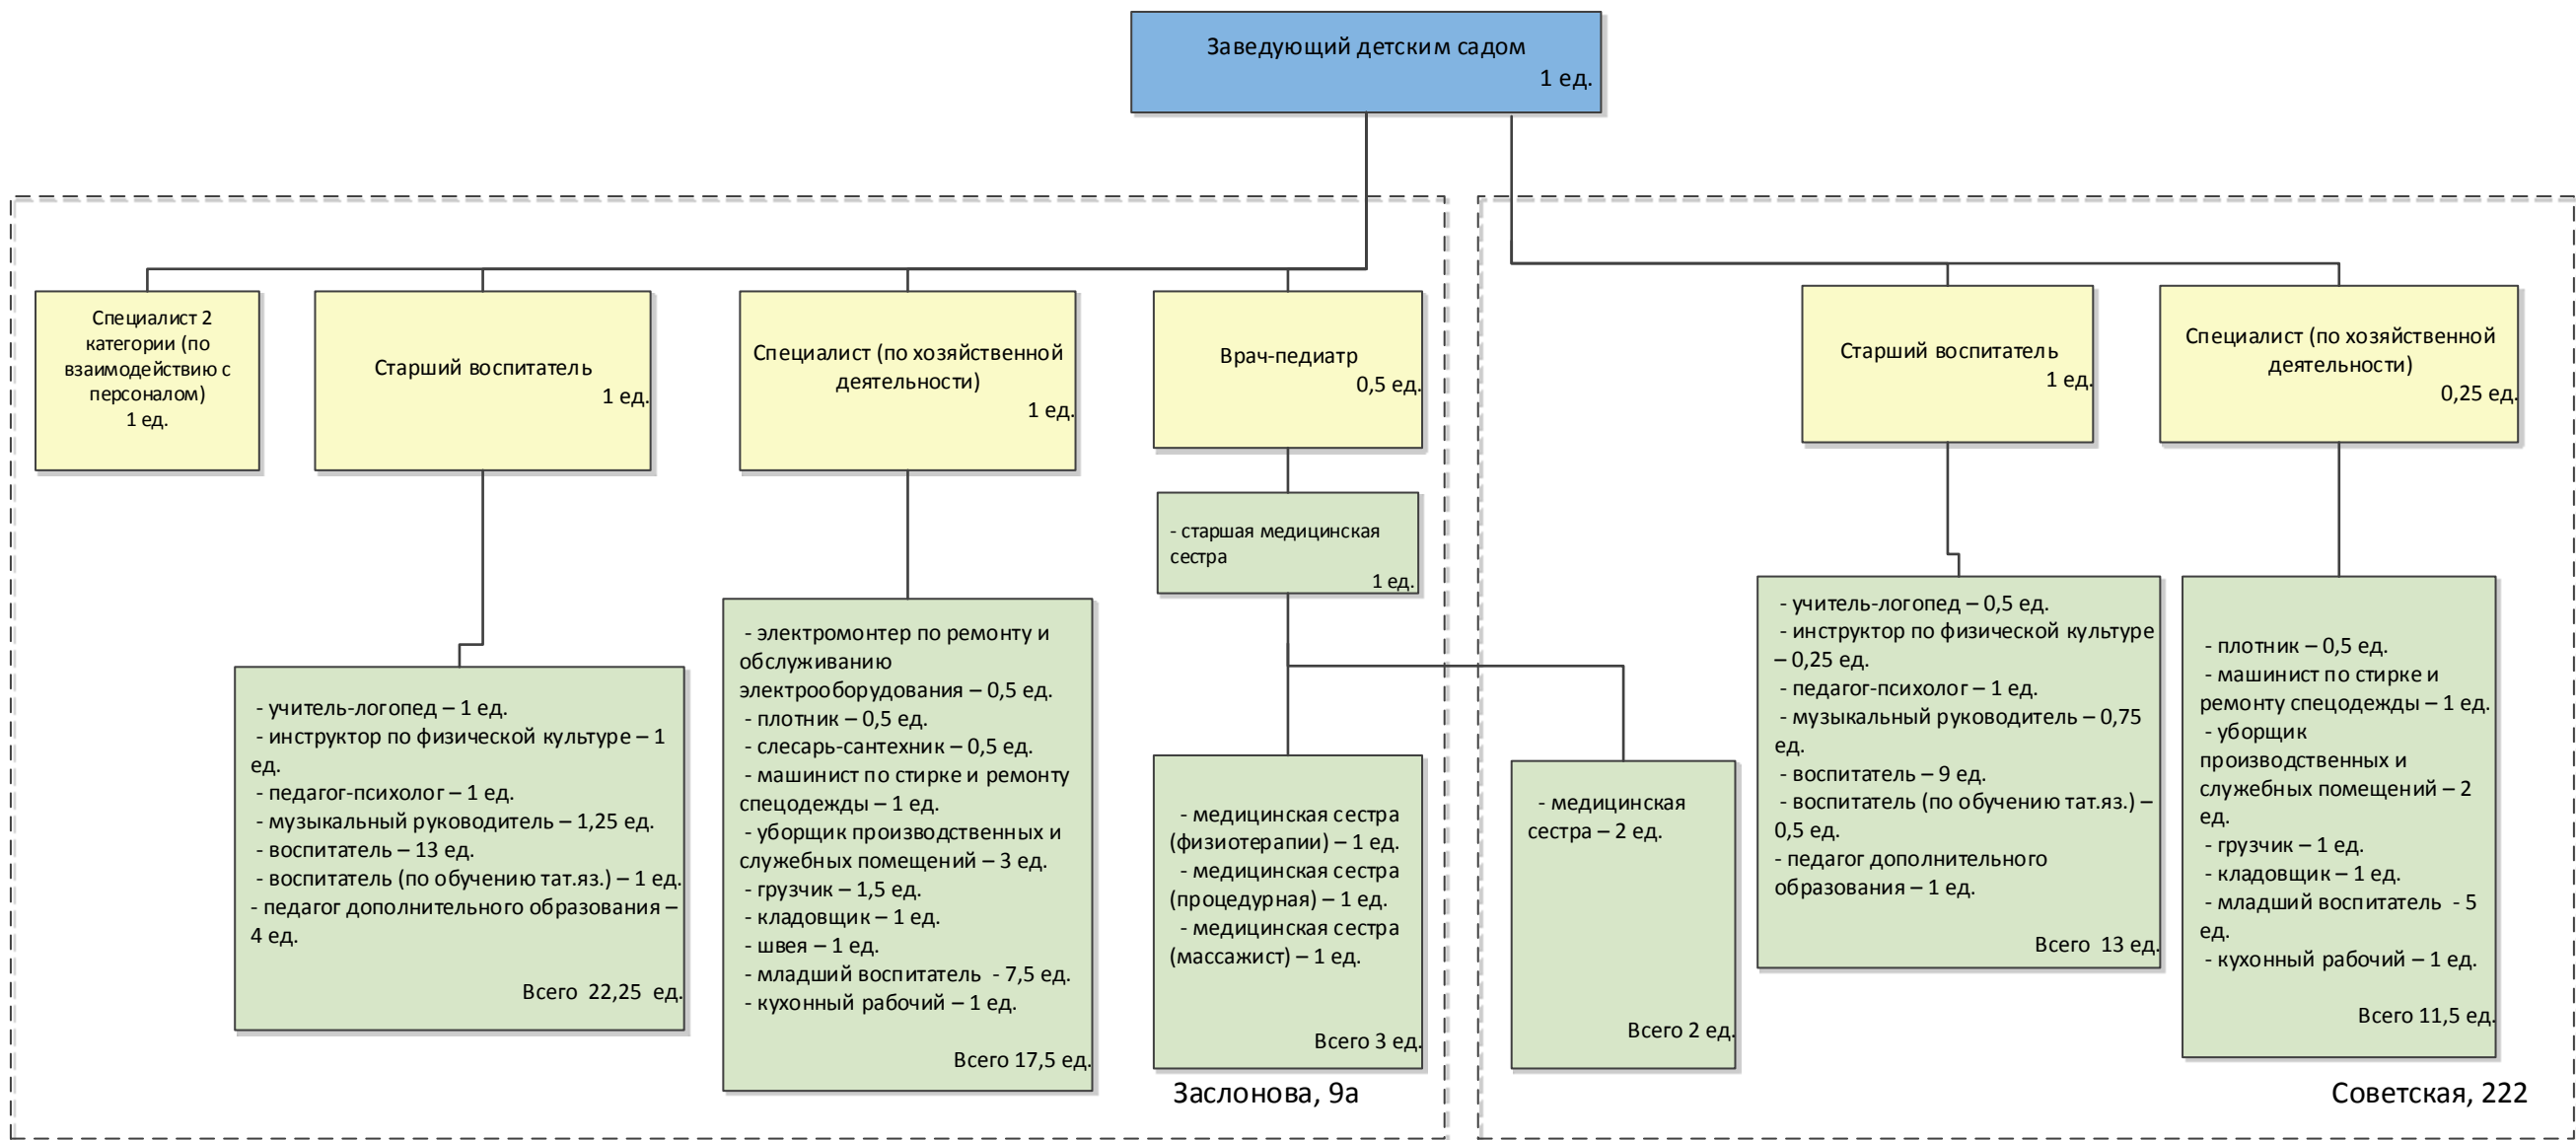 Заведующий детским садом
1 ед.
Специалист 2
категории (по
взаимодействию с
персоналом)
1 ед.
Старший воспитатель
1 ед.
Специалист (по хозяйственной
деятельности)
1 ед.
Врач-педиатр
0,5 ед.
Старший воспитатель
1 ед.
Специалист (по хозяйственной
деятельности)
0,25 ед.
- старшая медицинская
сестра
1 ед.
- учитель-логопед – 1 ед.
- инструктор по физической культуре – 1
ед.
- педагог-психолог – 1 ед.
- музыкальный руководитель – 1,25 ед.
- воспитатель – 13 ед.
- воспитатель (по обучению тат.яз.) – 1 ед.
- педагог дополнительного образования –
4 ед.
Всего 22,25 ед.
- электромонтер по ремонту и
обслуживанию
электрооборудования – 0,5 ед.
- плотник – 0,5 ед.
- слесарь-сантехник – 0,5 ед.
- машинист по стирке и ремонту
спецодежды – 1 ед.
- уборщик производственных и
служебных помещений – 3 ед.
- грузчик – 1,5 ед.
- кладовщик – 1 ед.
- швея – 1 ед.
- младший воспитатель - 7,5 ед.
- кухонный рабочий – 1 ед.
Всего 17,5 ед.
- медицинская сестра
(физиотерапии) – 1 ед.
- медицинская сестра
(процедурная) – 1 ед.
- медицинская сестра
(массажист) – 1 ед.
Всего 3 ед.
- медицинская
сестра – 2 ед.
Всего 2 ед.
- учитель-логопед – 0,5 ед.
- инструктор по физической культуре
– 0,25 ед.
- педагог-психолог – 1 ед.
- музыкальный руководитель – 0,75
ед.
- воспитатель – 9 ед.
- воспитатель (по обучению тат.яз.) –
0,5 ед.
- педагог дополнительного
образования – 1 ед.
Всего 13 ед.
- плотник – 0,5 ед.
- машинист по стирке и
ремонту спецодежды – 1 ед.
- уборщик
производственных и
служебных помещений – 2
ед.
- грузчик – 1 ед.
- кладовщик – 1 ед.
- младший воспитатель - 5
ед.
- кухонный рабочий – 1 ед.
Всего 11,5 ед.
Заслонова, 9а
Советская, 222